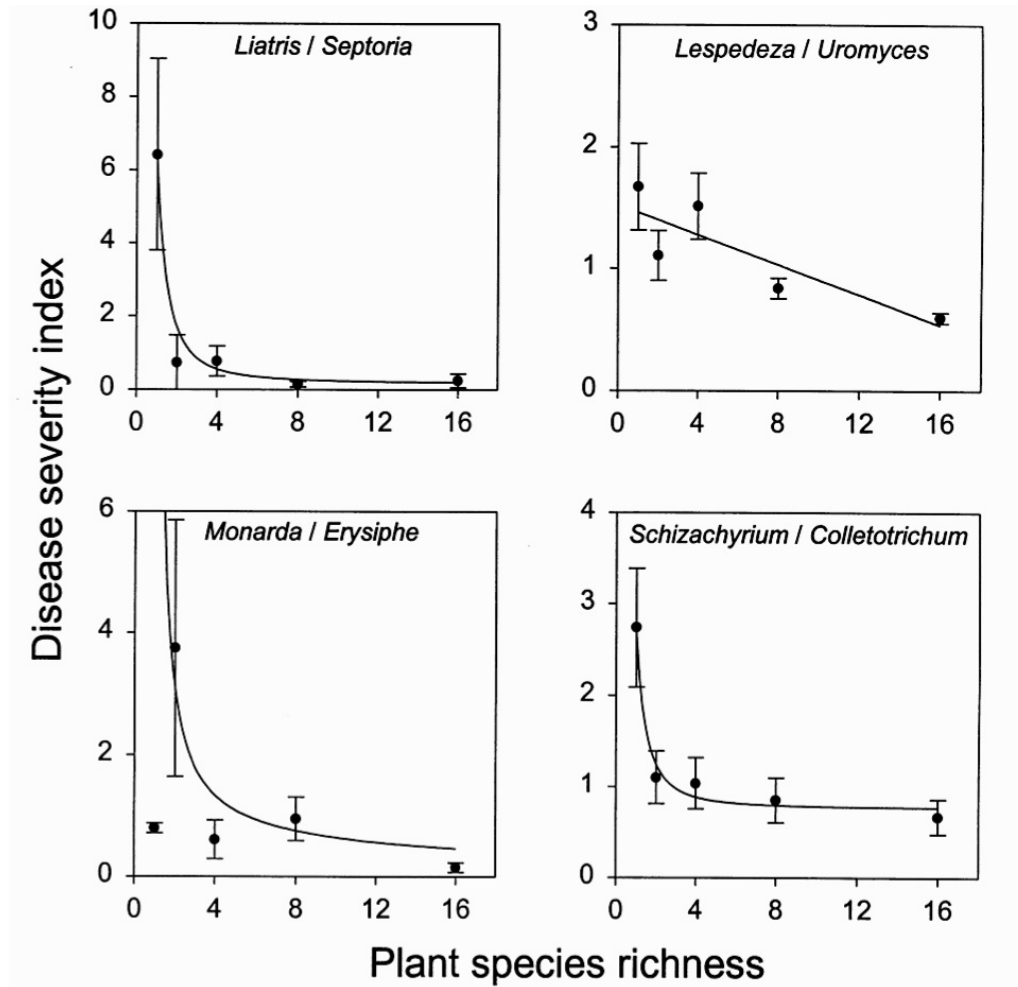 Disease severity index
Liatris / Septoria
10
8
6
4
2
0
0 4 8 12 16
Lespedeza / Uromyces
3
2
1
0
0 4 8 12 16
Monarda / Erysiphe
6
4
2
0
0 4 8 12 16
Schizachyrium / Colletotrichum
4
3
2
1
0
0 4 8 12 16
Plant species richness